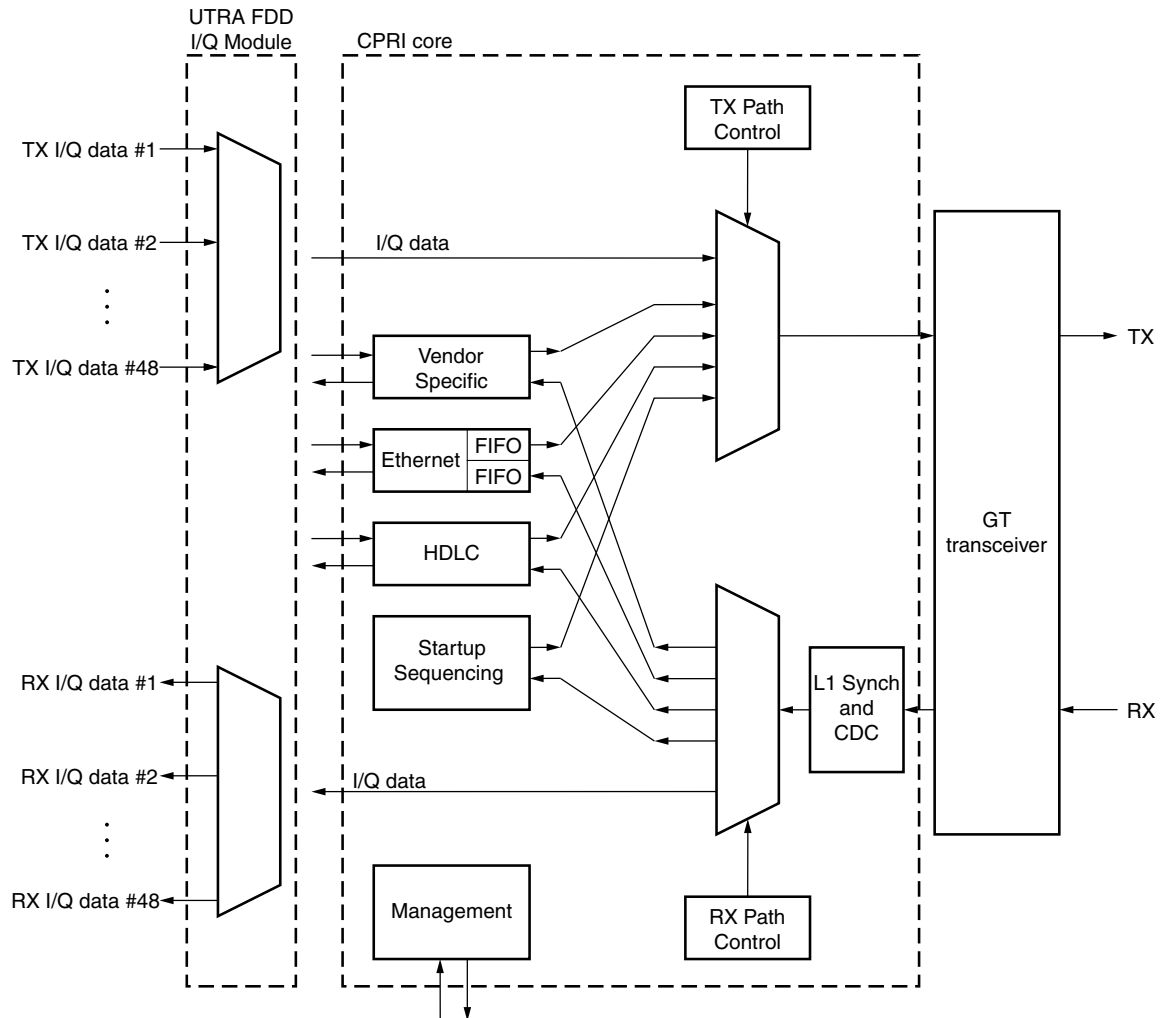 UTRA FDD
I/Q Module
CPRI core
TX Path
Control
TX I/Q data #1
TX I/Q data #2
TX I/Q data #48
I/Q data
Vendor
Specific
Ethernet
FIFO
FIFO
HDLC
Startup
Sequencing
GT
transceiver
TX
L1 Synch
and
CDC
RX
RX I/Q data #1
RX I/Q data #2
RX I/Q data #48
I/Q data
Management
RX Path
Control